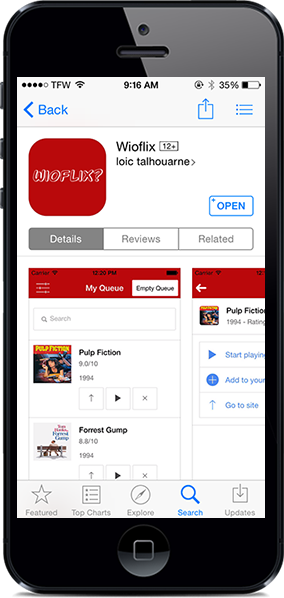 TFW 9:16 AM 35%
Back
Wioflix 12+
loic talhouarne>
WIOFLIX?
+OPEN
Details Reviews Related
Carrier 12:20 PM
My Queue Empty Queue
Search
PULP FICTION
Pulp Fiction
9.0/10
1994
Tom Hanks
Forrest Gump
Forrest Gump
8.8/10
1994
Carrier
Pulp Fiction
1994 - Rating
Start playing
Add to your
Go to site
Featured Top Charts Explore Search Updates